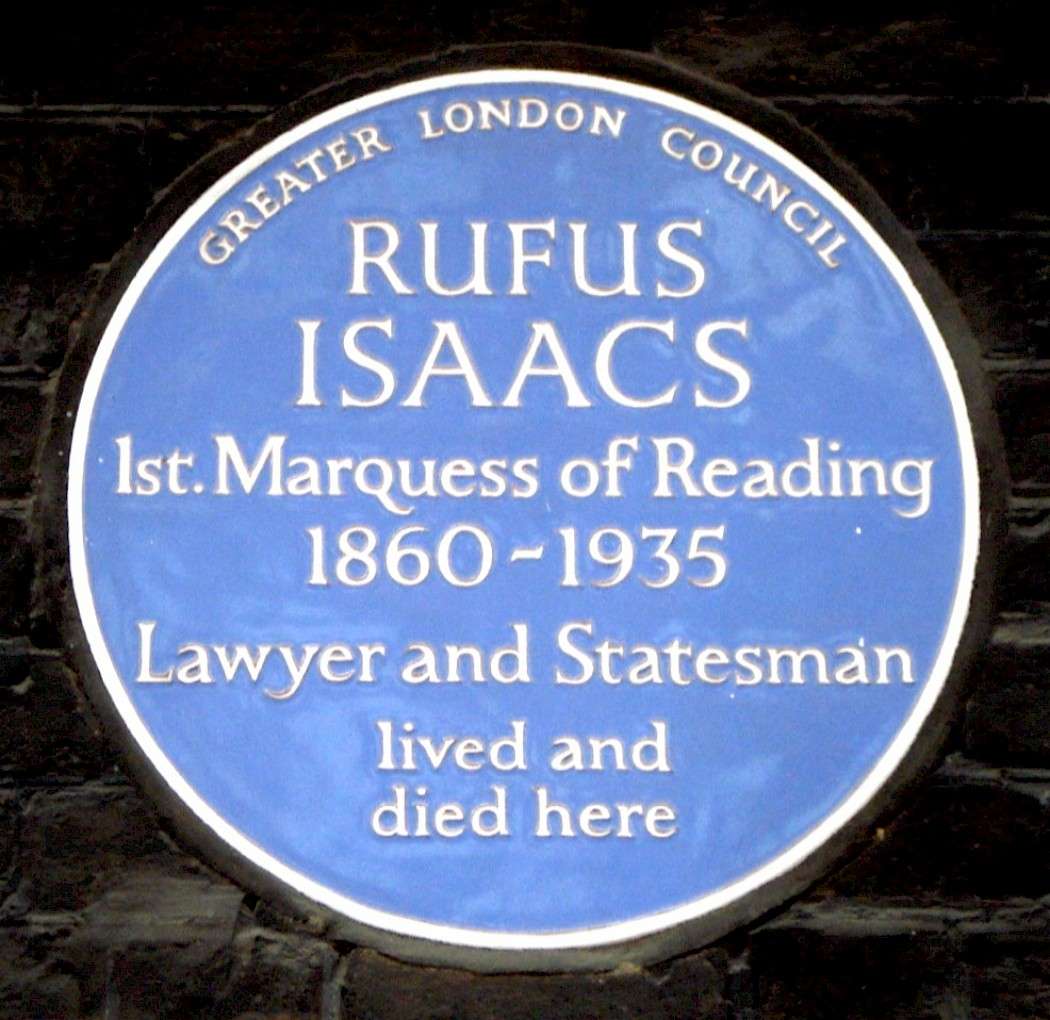 GREATER LONDON COUNCIL
RUFUS
ISAACS
1st. Marquess of Reading
1860-1935
Lawyer and Statesman
lived and
died here